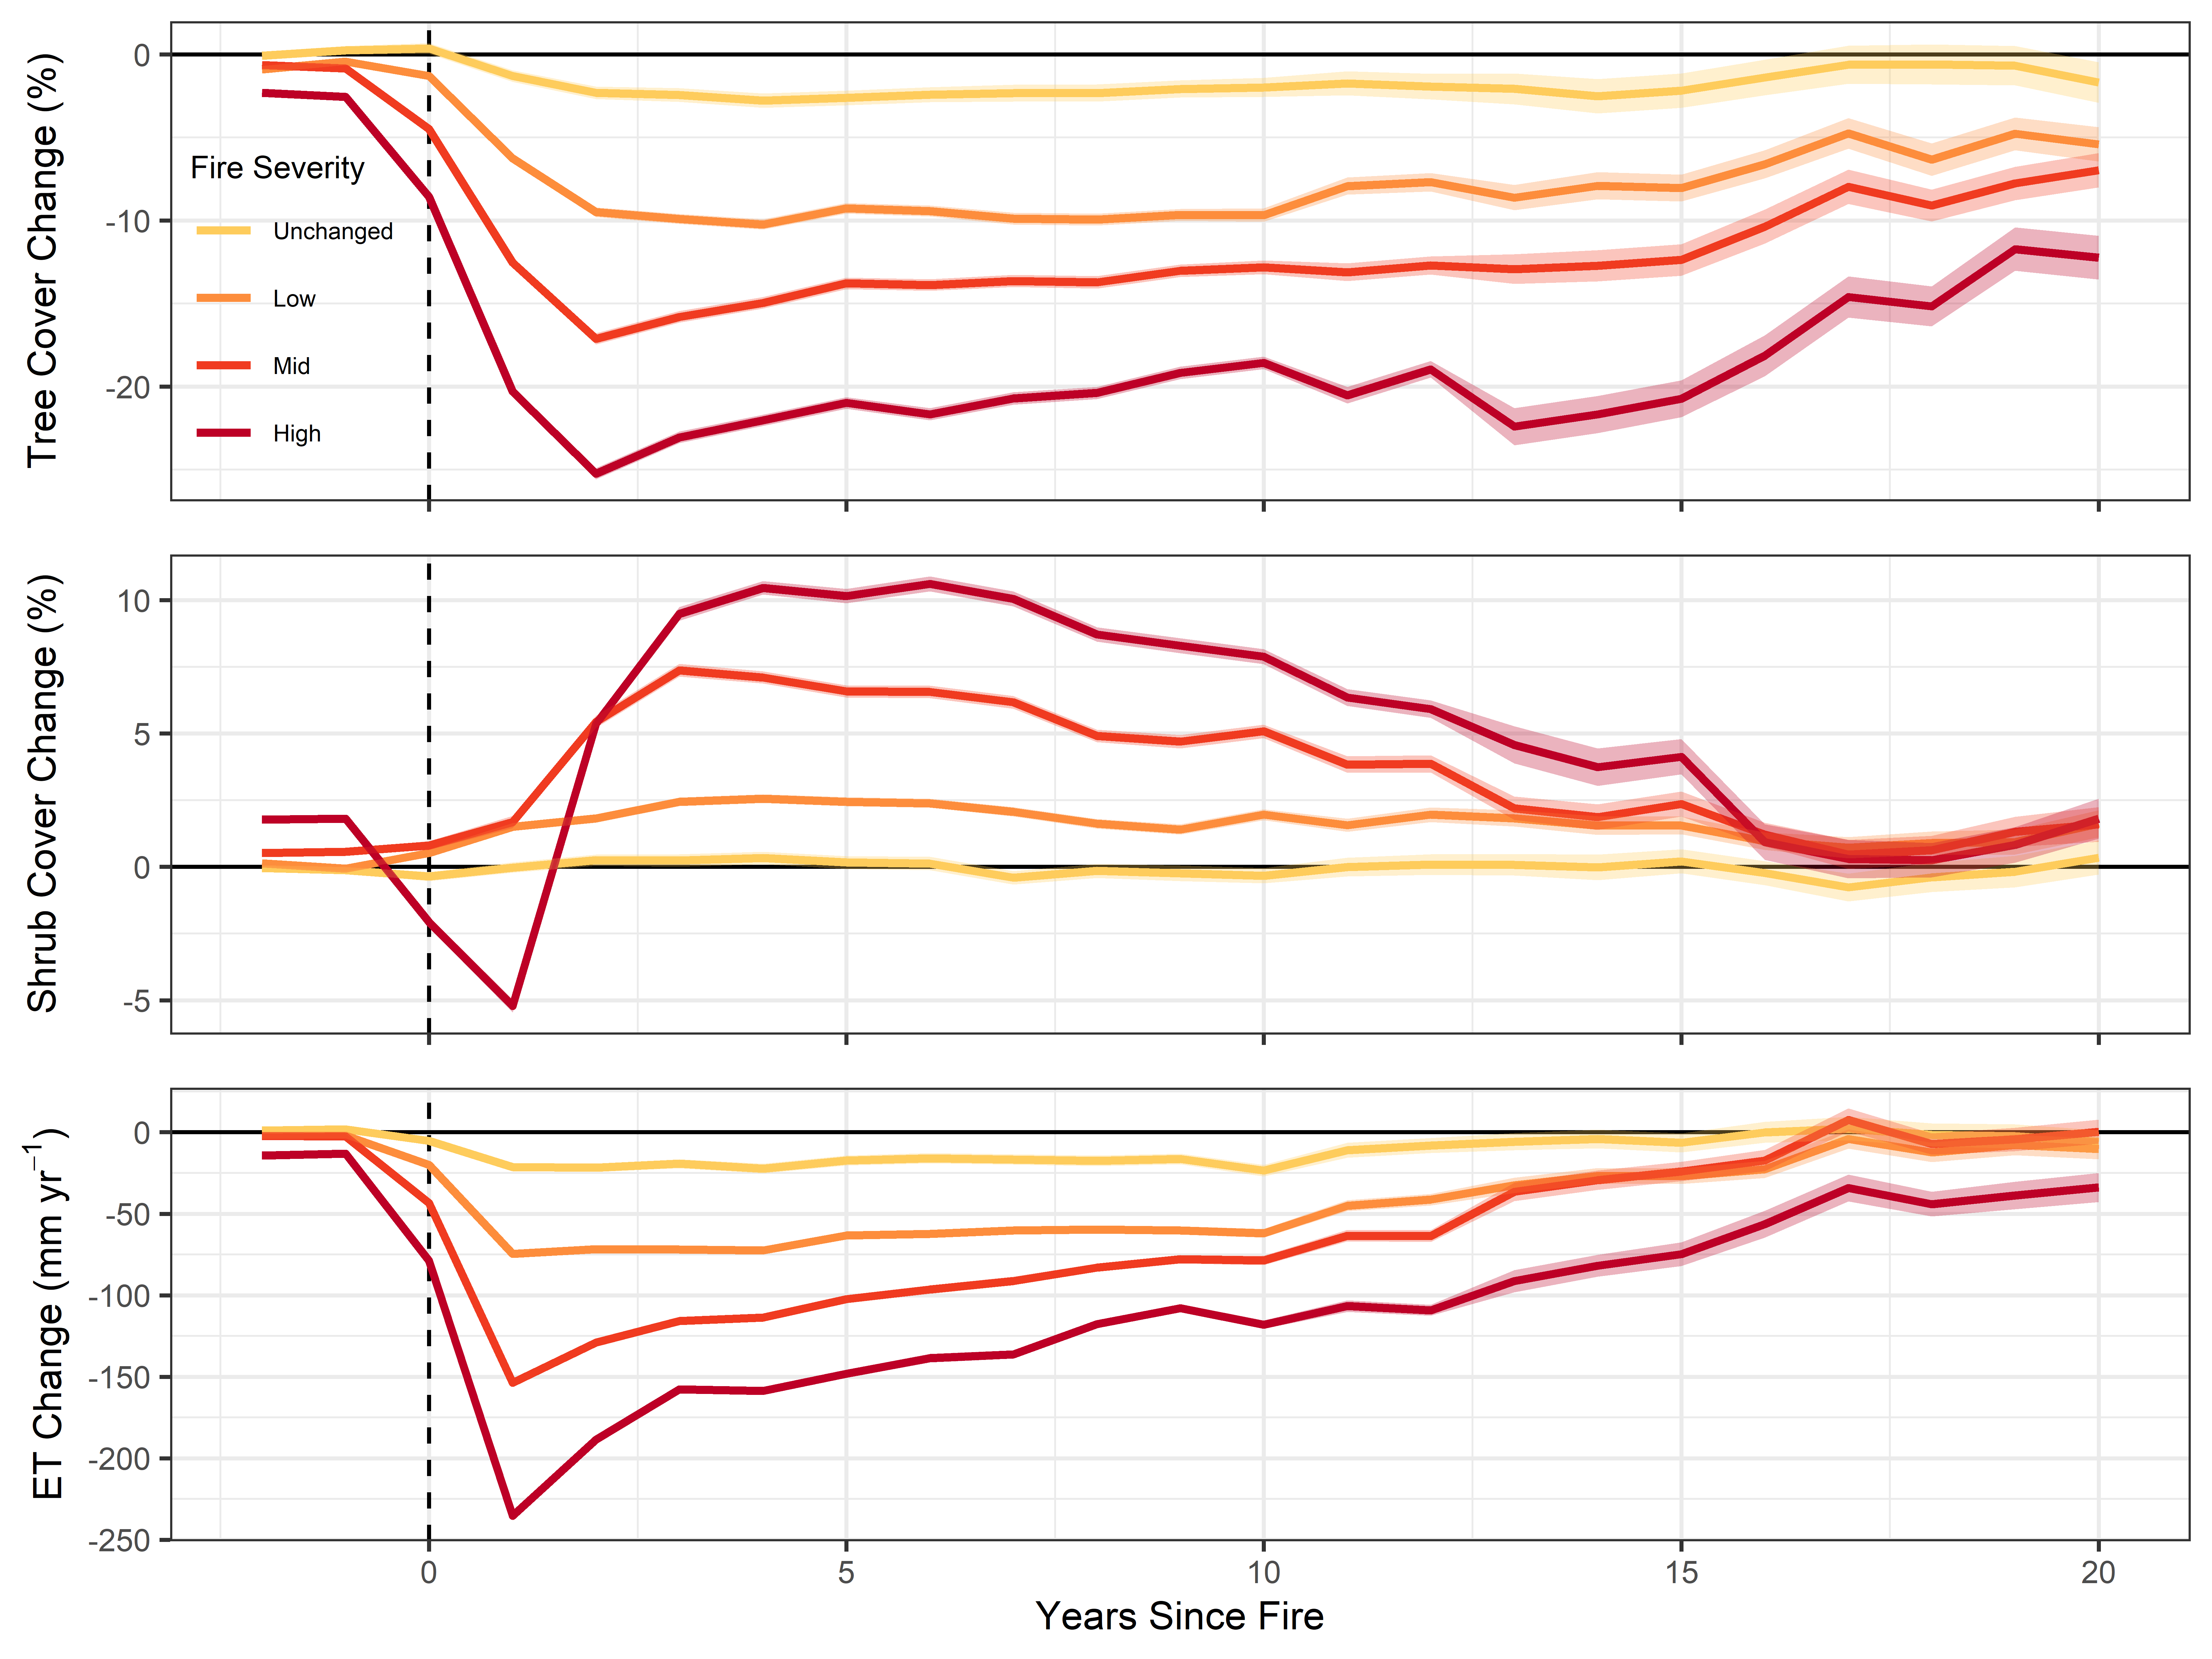 Tree Cover Change (%)
0
-10
-20
Fire Severity
Unchanged
Low
Mid
High
Shrub Cover Change (%)
10
5
0
-5
ET Change (mm yr⁻¹)
0
-50
-100
-150
-200
-250
0 5 10 15 20
Years Since Fire